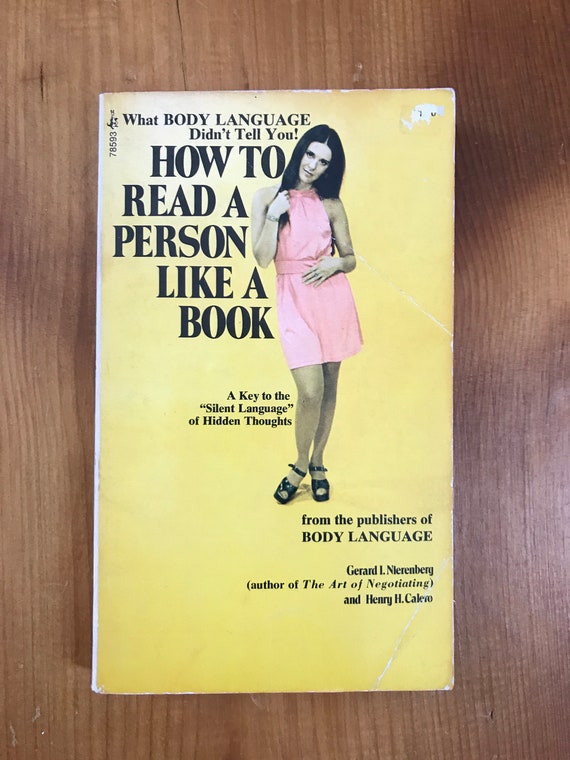 What BODY LANGUAGE
Didn't Tell You!
78593
HOW TO
READ A
PERSON
LIKE A
BOOK
A Key to the
"Silent Language"
of Hidden Thoughts
from the publishers of
BODY LANGUAGE
Gerard I. Nierenberg
(author of The Art of Negotiating)
and Henry H. Calero